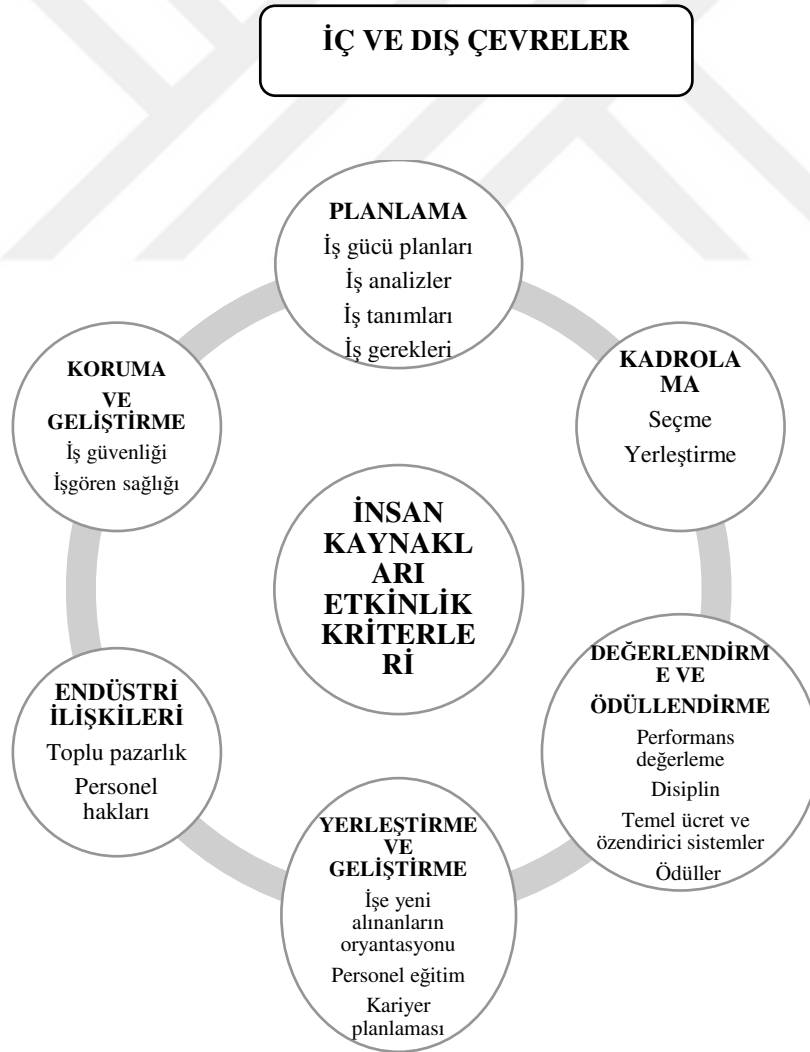 İÇ VE DIŞ ÇEVRELER
PLANLAMA
İş gücü planları
İş analizler
İş tanımları
İş gerekleri
KADROLA
MA
Seçme
Yerleştirme
DEĞERLENDİRM
E VE
ÖDÜLLENDİRME
Performans
değerleme
Disiplin
Temel ücret ve
özendirici sistemler
Ödüller
YERLEŞTİRME
VE
GELİŞTİRME
İşe yeni
alınanların
oryantasyonu
Personel eğitim
Kariyer
planlaması
ENDÜSTRİ
İLİŞKİLERİ
Toplu pazarlık
Personel
hakları
KORUMA
VE
GELİŞTİRME
İş güvenliği
İşgören sağlığı
İNSAN
KAYNAKL
ARI
ETKİNLİK
KRİTERLE
Rİ